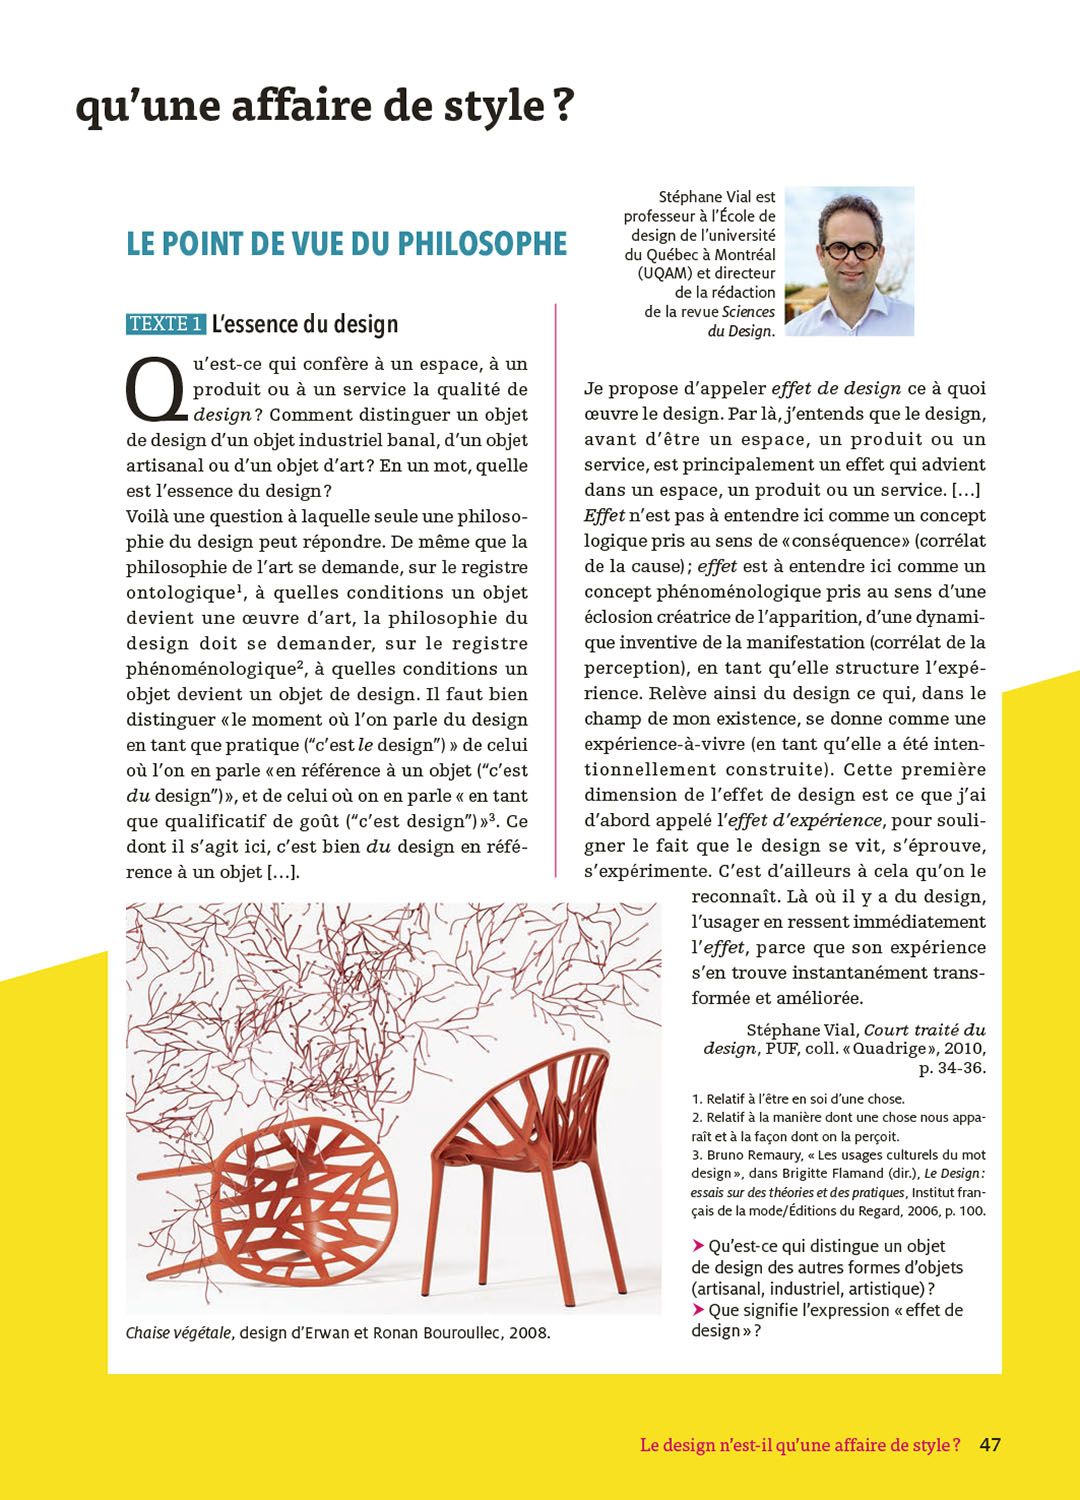 qu’une affaire de style ?
LE POINT DE VUE DU PHILOSOPHE
Stéphane Vial est
professeur à l’École de
design de l’université
du Québec à Montréal
(UQAM) et directeur
de la rédaction
de la revue Sciences
du Design.
TEXTE 1 L’essence du design
Qu’est-ce qui confère à un espace, à un
produit ou à un service la qualité de
design ? Comment distinguer un objet
de design d’un objet industriel banal, d’un objet
artisanal ou d’un objet d’art ? En un mot, quelle
est l’essence du design ?
Voilà une question à laquelle seule une philoso-
phie du design peut répondre. De même que la
philosophie de l’art se demande, sur le registre
ontologique¹, à quelles conditions un objet
devient une œuvre d’art, la philosophie du
design doit se demander, sur le registre
phénoménologique², à quelles conditions un
objet devient un objet de design. Il faut bien
distinguer « le moment où l’on parle du design
en tant que pratique (“c’est le design”) » de celui
où l’on en parle « en référence à un objet (“c’est
du design”) », et de celui où on en parle « en tant
que qualificatif de goût (“c’est design”) »³. Ce
dont il s’agit ici, c’est bien du design en réfé-
rence à un objet […].
Je propose d’appeler effet de design ce à quoi
œuvre le design. Par là, j’entends que le design,
avant d’être un espace, un produit ou un
service, est principalement un effet qui advient
dans un espace, un produit ou un service. […]
Effet n’est pas à entendre ici comme un concept
logique pris au sens de « conséquence » (corrélat
de la cause) ; effet est à entendre ici comme un
concept phénoménologique pris au sens d’une
éclosion créatrice de l’apparition, d’une dynami-
que inventive de la manifestation (corrélat de la
perception), en tant qu’elle structure l’expé-
rience. Relève ainsi du design ce qui, dans le
champ de mon existence, se donne comme une
expérience-à-vivre (en tant qu’elle a été inten-
tionnellement construite). Cette première
dimension de l’effet de design est ce que j’ai
d’abord appelé l’effet d’expérience, pour souli-
gner le fait que le design se vit, s’éprouve,
s’expérimente. C’est d’ailleurs à cela qu’on le
reconnaît. Là où il y a du design,
l’usager en ressent immédiatement
l’effet, parce que son expérience
s’en trouve instantanément trans-
formée et améliorée.
Stéphane Vial, Court traité du
design, PUF, coll. « Quadrige », 2010,
p. 34-36.
1. Relatif à l’être en soi d’une chose.
2. Relatif à la manière dont une chose nous appa-
raît et à la façon dont on la perçoit.
3. Bruno Remaury, « Les usages culturels du mot
design », dans Brigitte Flamand (dir.), Le Design :
essais sur des théories et des pratiques, Institut fran-
çais de la mode/Éditions du Regard, 2006, p. 100.
➤ Qu’est-ce qui distingue un objet
de design des autres formes d’objets
(artisanal, industriel, artistique) ?
➤ Que signifie l’expression « effet de
design » ?
Chaise végétale, design d’Erwan et Ronan Bouroullec, 2008.
Le design n’est-il qu’une affaire de style ? 47